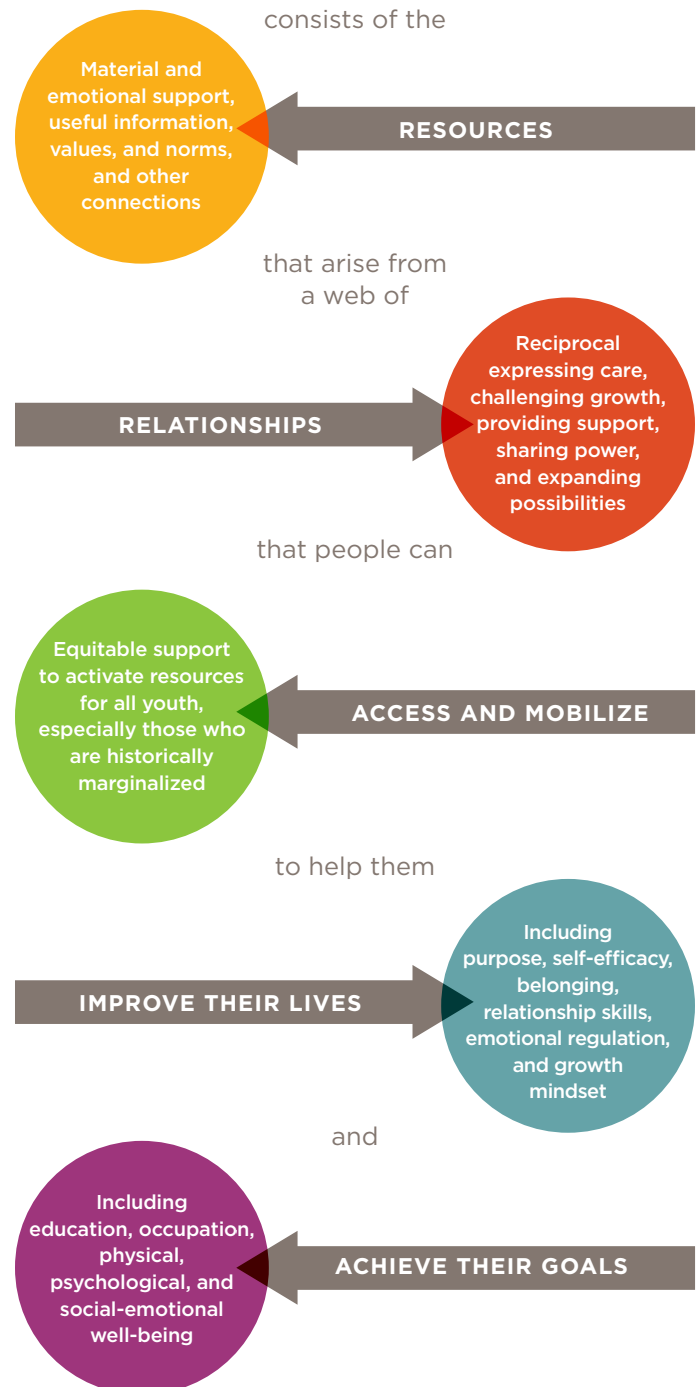 consists of the
Material and
emotional support,
useful information,
values, and norms,
and other
connections
RESOURCES
that arise from
a web of
RELATIONSHIPS
Reciprocal
expressing care,
challenging growth,
providing support,
sharing power,
and expanding
possibilities
that people can
Equitable support
to activate resources
for all youth,
especially those who
are historically
marginalized
ACCESS AND MOBILIZE
to help them
IMPROVE THEIR LIVES
Including
purpose, self-efficacy,
belonging,
relationship skills,
emotional regulation,
and growth
mindset
and
Including
education, occupation,
physical,
psychological, and
social-emotional
well-being
ACHIEVE THEIR GOALS